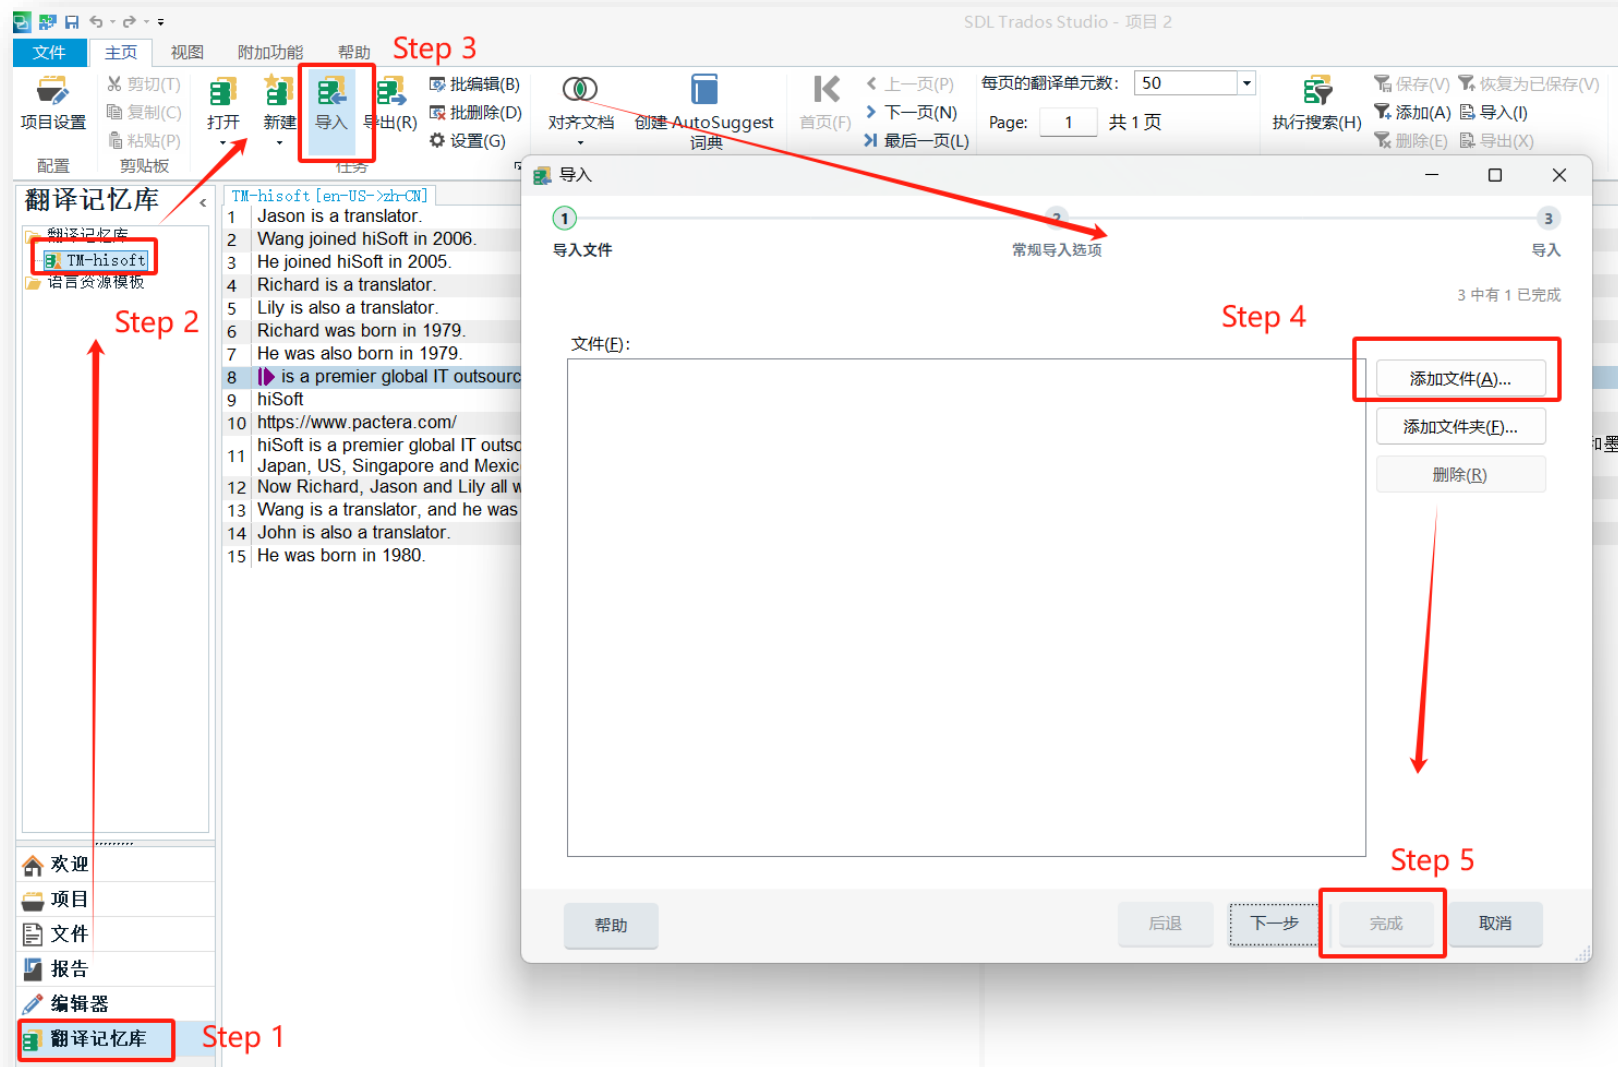 SDL Trados Studio - 项目 2
文件 主页 视图 附加功能 帮助 Step 3
剪切(T) 批编辑(B) 上一页(P) 每页的翻译单元数: 50 保存(V) 恢复为已保存(V)
复制(C) 批删除(D) 下一页(N) Page: 1 共 1 页 添加(A) 导入(I)
项目设置 打开 新建 导入 导出(R) 对齐文档 创建 AutoSuggest 首页(F) 执行搜索(H)
粘贴(P) 设置(G) 词典 最后一页(L) 删除(E) 导出(X)
配置 剪贴板 任务
翻译记忆库
翻译记忆库
TM-hisoft
语言资源模板
Step 2
TM-hisoft [en-US->zh-CN]
1 Jason is a translator.
2 Wang joined hiSoft in 2006.
3 He joined hiSoft in 2005.
4 Richard is a translator.
5 Lily is also a translator.
6 Richard was born in 1979.
7 He was also born in 1979.
8 is a premier global IT outsourc
9 hiSoft
10 https://www.pactera.com/
11 hiSoft is a premier global IT outso
Japan, US, Singapore and Mexic
12 Now Richard, Jason and Lily all w
13 Wang is a translator, and he was
14 John is also a translator.
15 He was born in 1980.
和墨
导入
1 2 3
导入文件 常规导入选项 导入
3 中有 1 已完成
Step 4
文件(F):
添加文件(A)...
添加文件夹(F)...
删除(R)
Step 5
帮助 后退 下一步 完成 取消
欢迎
项目
文件
报告
编辑器
翻译记忆库 Step 1